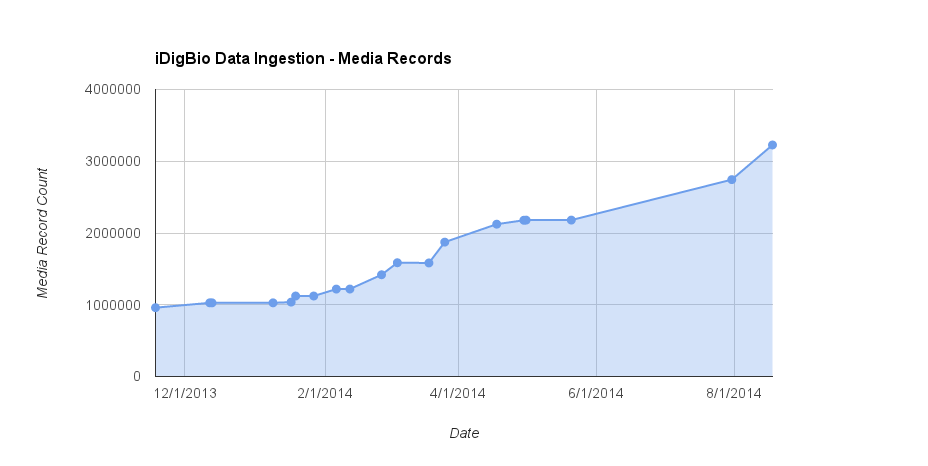 iDigBio Data Ingestion - Media Records
4000000
3000000
2000000
1000000
0
Media Record Count
12/1/2013 2/1/2014 4/1/2014 6/1/2014 8/1/2014
Date